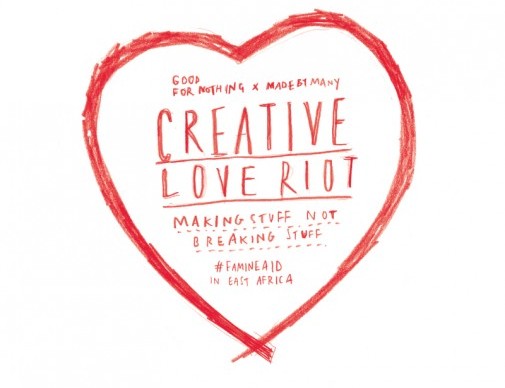 GOOD
FOR NOTHING x MADE BY MANY
CREATIVE
LOVE RIOT
MAKING STUFF NOT
BREAKING STUFF
#FAMINEAID
IN EAST AFRICA